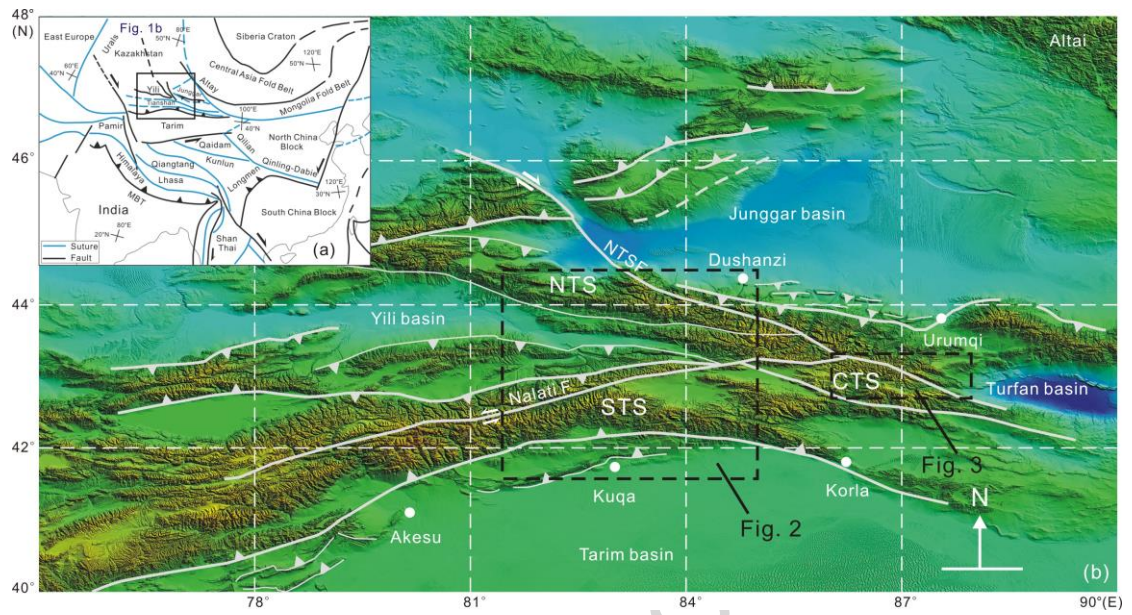 48°
(N)
46°
44°
42°
40°
78°
81°
84°
87°
90°(E)
Fig. 1b
East Europe
Urals
Kazakhstan
80°E
50°N
Siberia Craton
120°E
50°N
60°E
40°N
Central Asia Fold Belt
Yili
Junggar
Altay
Tianshan
Mongolia Fold Belt
100°E
40°N
Pamir
Tarim
Qaidam
Qilian
North China
Block
Himalaya
Qiangtang
Kunlun
Qinling-Dabie
Lhasa
Longmen
MBT
120°E
30°N
India
80°E
20°N
South China Block
Shan
Thai
Suture
Fault
(a)
Altai
Junggar basin
NTSF
Dushanzi
NTS
Yili basin
Urumqi
CTS
Turfan basin
Nalati F.
STS
Fig. 3
Kuqa
Korla
N
Fig. 2
Akesu
Tarim basin
(b)